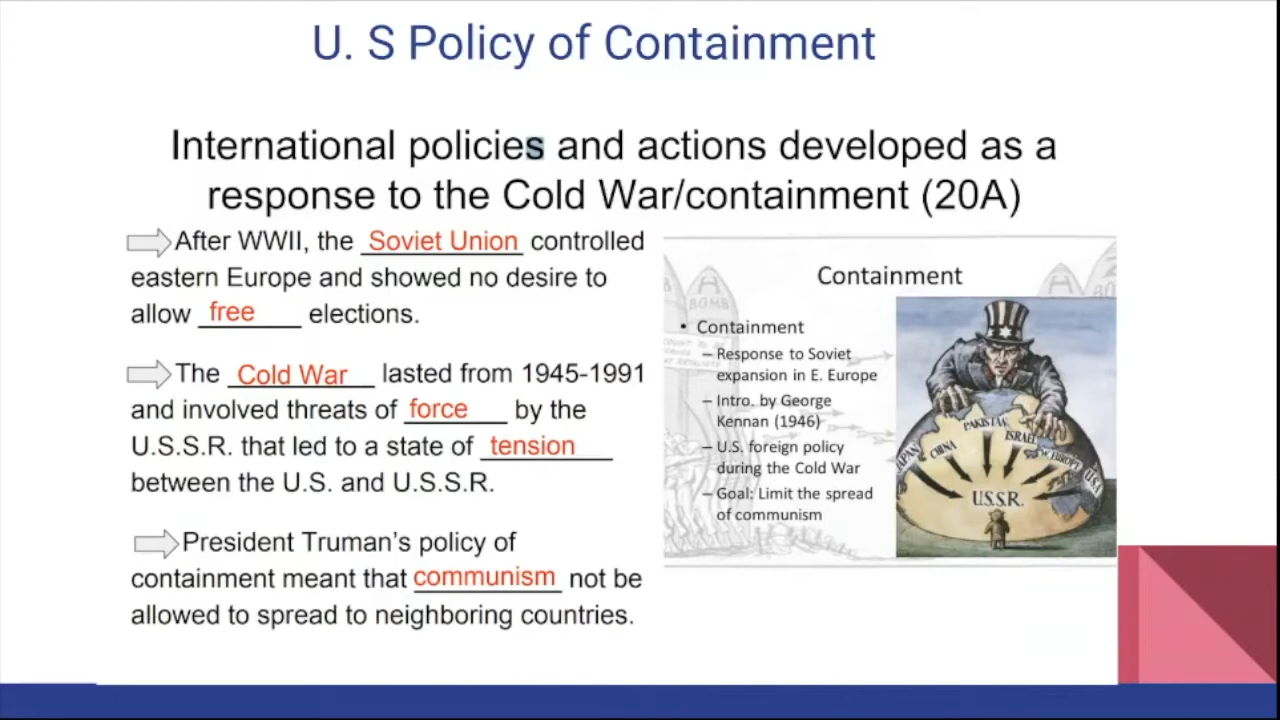 U. S Policy of Containment
International policies and actions developed as a
response to the Cold War/containment (20A)
After WWII, the Soviet Union controlled
eastern Europe and showed no desire to
allow free elections.
The Cold War lasted from 1945-1991
and involved threats of force by the
U.S.S.R. that led to a state of tension
between the U.S. and U.S.S.R.
President Truman's policy of
containment meant that communism not be
allowed to spread to neighboring countries.
Containment
• Containment
– Response to Soviet
expansion in E. Europe
– Intro. by George
Kennan (1946)
– U.S. foreign policy
during the Cold War
– Goal: Limit the spread
of communism
JAPAN
CHINA
PAKISTAN
ISRAEL
W. EUROPE
USA
U.S.S.R.
BOMB